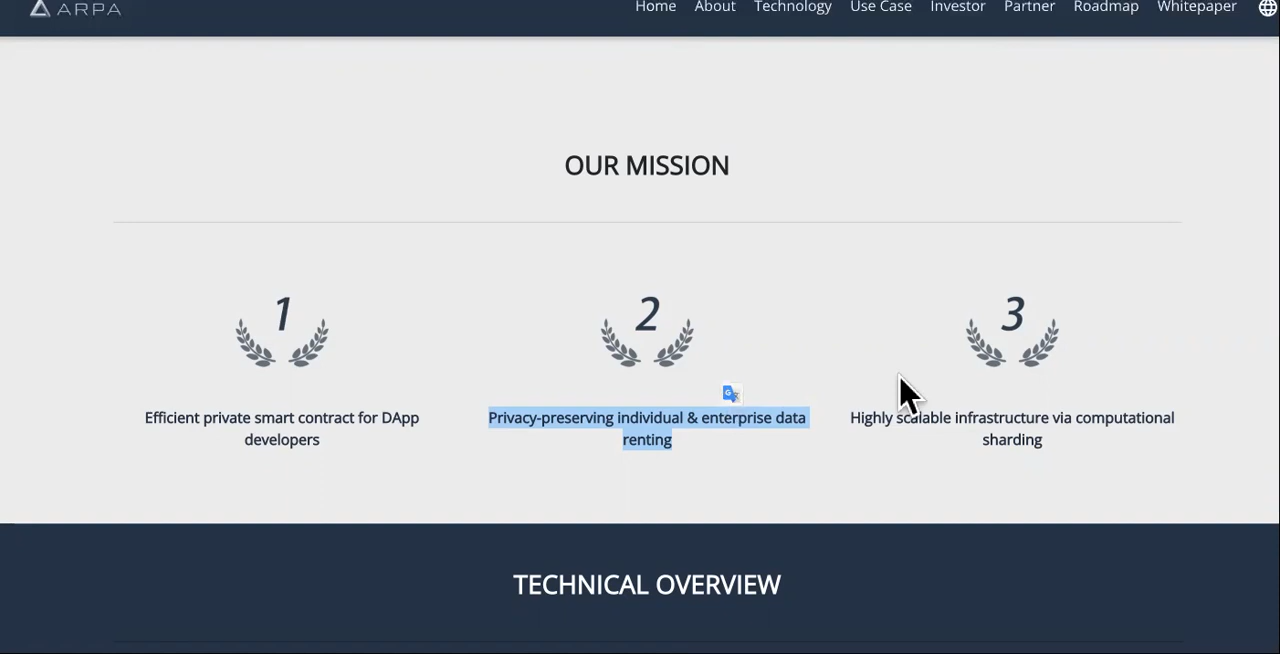 ARPA
Home About Technology Use Case Investor Partner Roadmap Whitepaper
OUR MISSION
1 2 3
Efficient private smart contract for DApp
developers
Privacy-preserving individual & enterprise data
renting
Highly scalable infrastructure via computational
sharding
TECHNICAL OVERVIEW